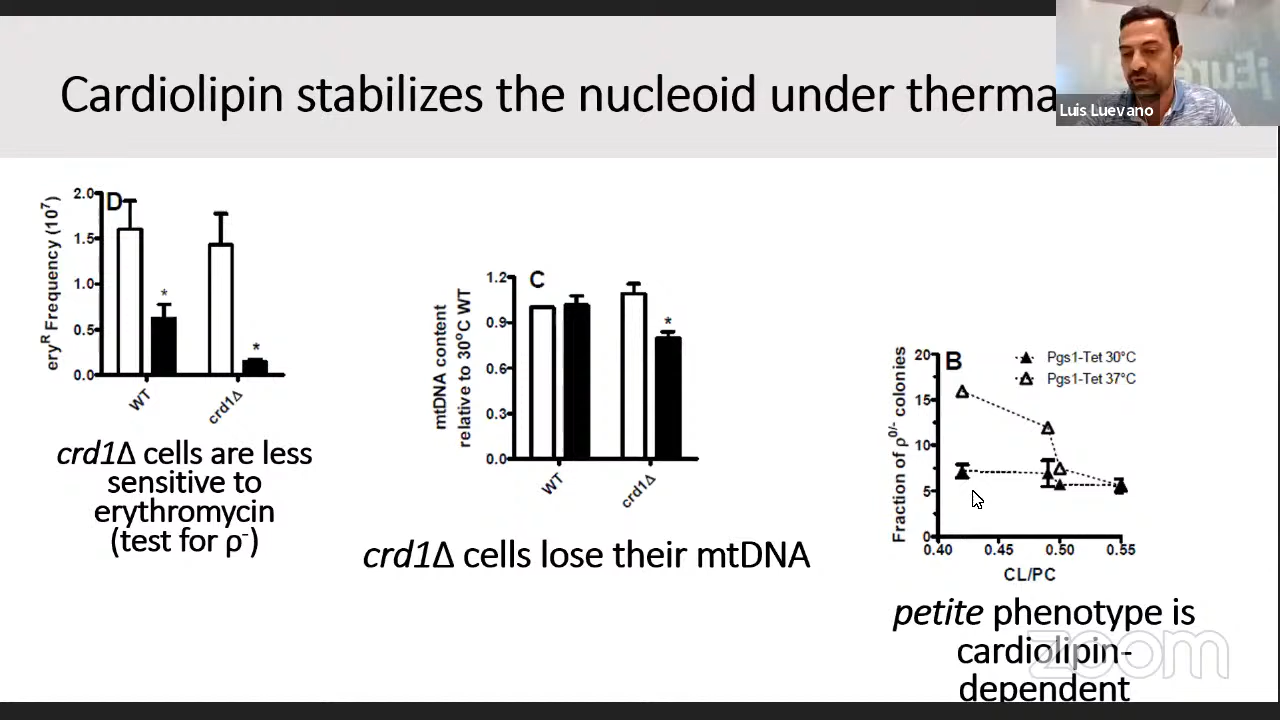 Cardiolipin stabilizes the nucleoid under therma
Luis Luevano
D
ery^R Frequency (10^7)
2.0
1.5
1.0
0.5
0.0
*
*
WT
crd1Δ
crd1Δ cells are less
sensitive to
erythromycin
(test for ρ-)
C
mtDNA content
relative to 30°C WT
1.2
0.9
0.6
0.3
0.0
*
WT
crd1Δ
crd1Δ cells lose their mtDNA
B
Fraction of ρ^0/- colonies
20
15
10
5
0
Pgs1-Tet 30°C
Pgs1-Tet 37°C
0.40
0.45
0.50
0.55
CL/PC
petite phenotype is
cardiolipin-
dependent
zoom